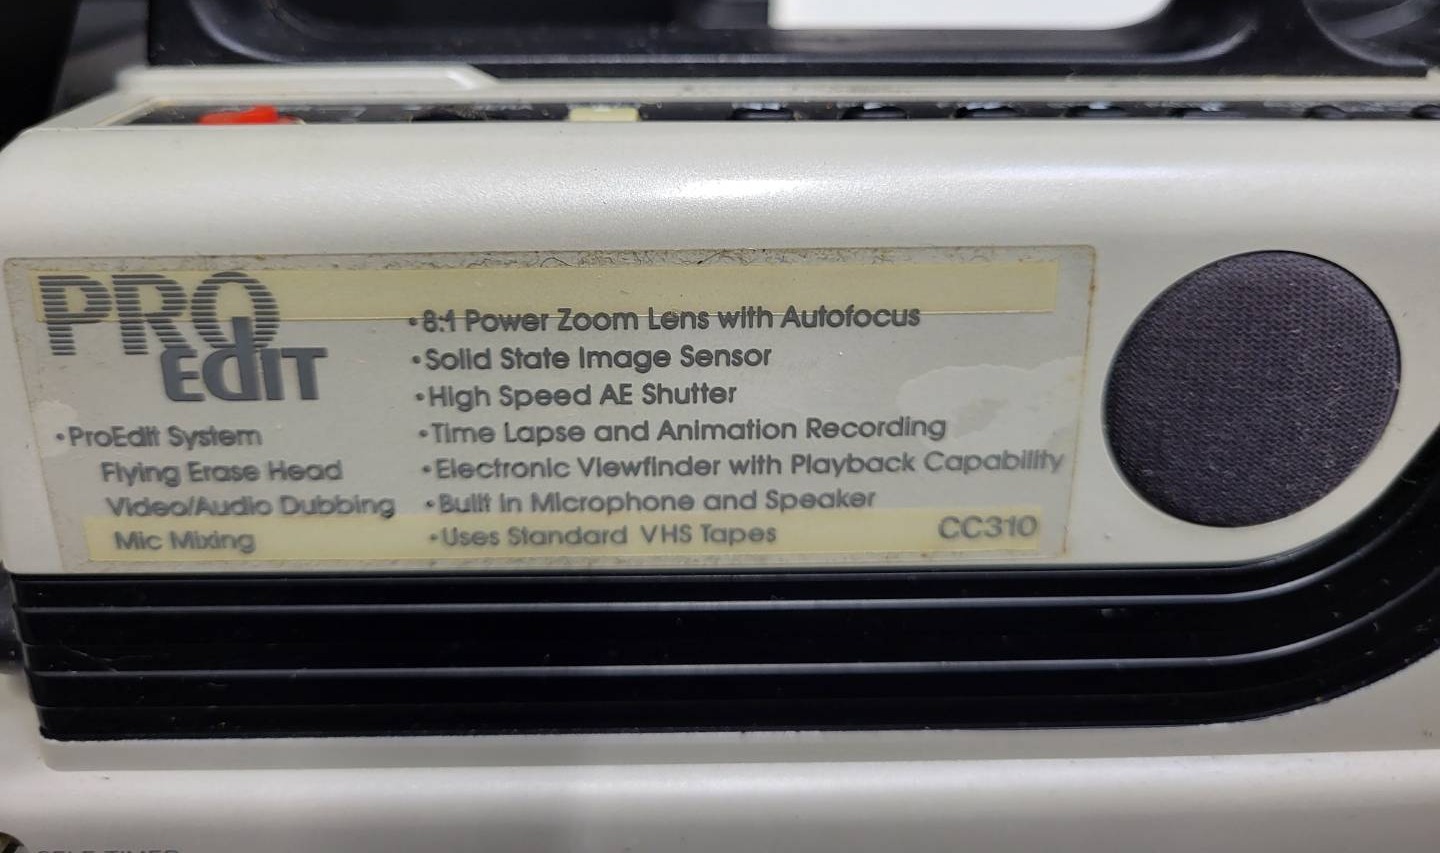 PRO
EdIT
•ProEdit System
Flying Erase Head
Video/Audio Dubbing
Mic Mixing
•8:1 Power Zoom Lens with Autofocus
•Solid State Image Sensor
•High Speed AE Shutter
•Time Lapse and Animation Recording
•Electronic Viewfinder with Playback Capability
•Built in Microphone and Speaker
•Uses Standard VHS Tapes
CC310
SELF TIMER